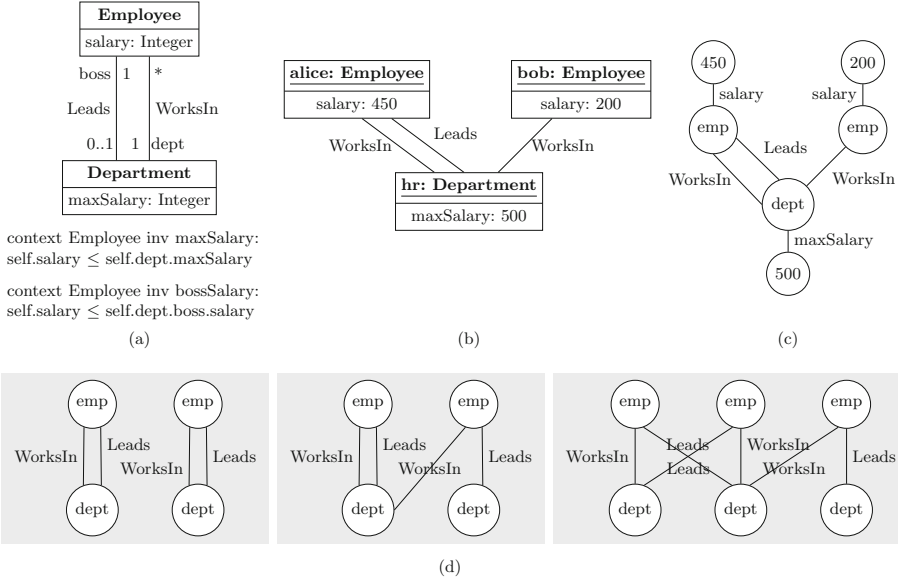 Employee
salary: Integer
boss 1 *
Leads WorksIn
0..1 1 dept
Department
maxSalary: Integer
context Employee inv maxSalary:
self.salary ≤ self.dept.maxSalary
context Employee inv bossSalary:
self.salary ≤ self.dept.boss.salary
(a)
alice: Employee
salary: 450
bob: Employee
salary: 200
WorksIn Leads WorksIn
hr: Department
maxSalary: 500
(b)
450 200
salary salary
emp emp
Leads
WorksIn WorksIn
dept
maxSalary
500
(c)
emp emp
Leads
WorksIn WorksIn Leads
dept dept
emp emp
Leads
WorksIn WorksIn Leads
dept dept
emp emp emp
Leads WorksIn
WorksIn Leads WorksIn Leads
dept dept dept
(d)